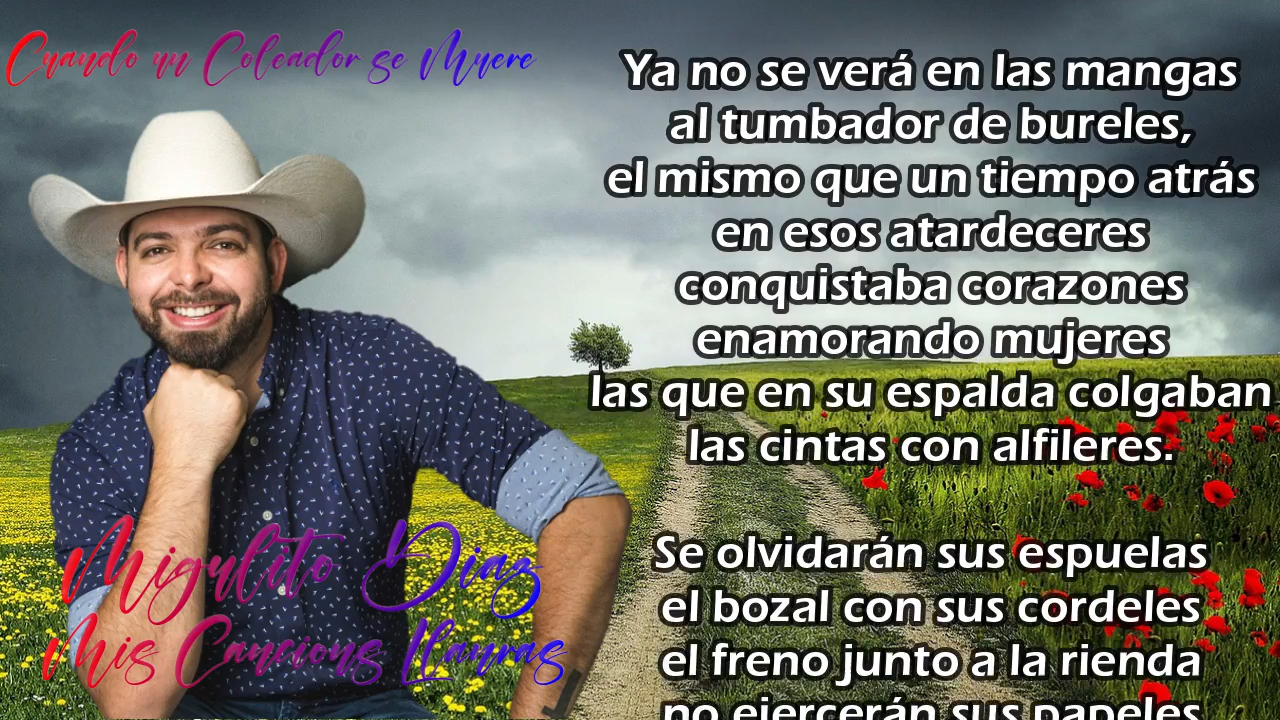 Cuando un Coleador se Muere
Ya no se verá en las mangas
al tumbador de bureles,
el mismo que un tiempo atrás
en esos atardeceres
conquistaba corazones
enamorando mujeres
las que en su espalda colgaban
las cintas con alfileres.
Se olvidarán sus espuelas
el bozal con sus cordeles
el freno junto a la rienda
no ejercerán sus papeles
Migulito Diaz
Mis Cancions Llanras